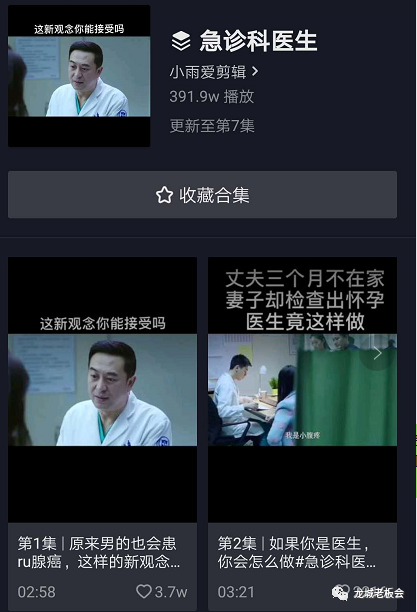 这新观念你能接受吗
急诊科医生
小雨爱剪辑 >
391.9w 播放
更新至第7集
收藏合集
这新观念你能接受吗
第1集 | 原来男的也会患
ru腺癌，这样的新观念...
02:58
3.7w
丈夫三个月不在家
妻子却检查出怀孕
医生竟这样做
我是小腹疼
第2集 | 如果你是医生，
你会怎么做#急诊科医...
03:21
龙城老板会